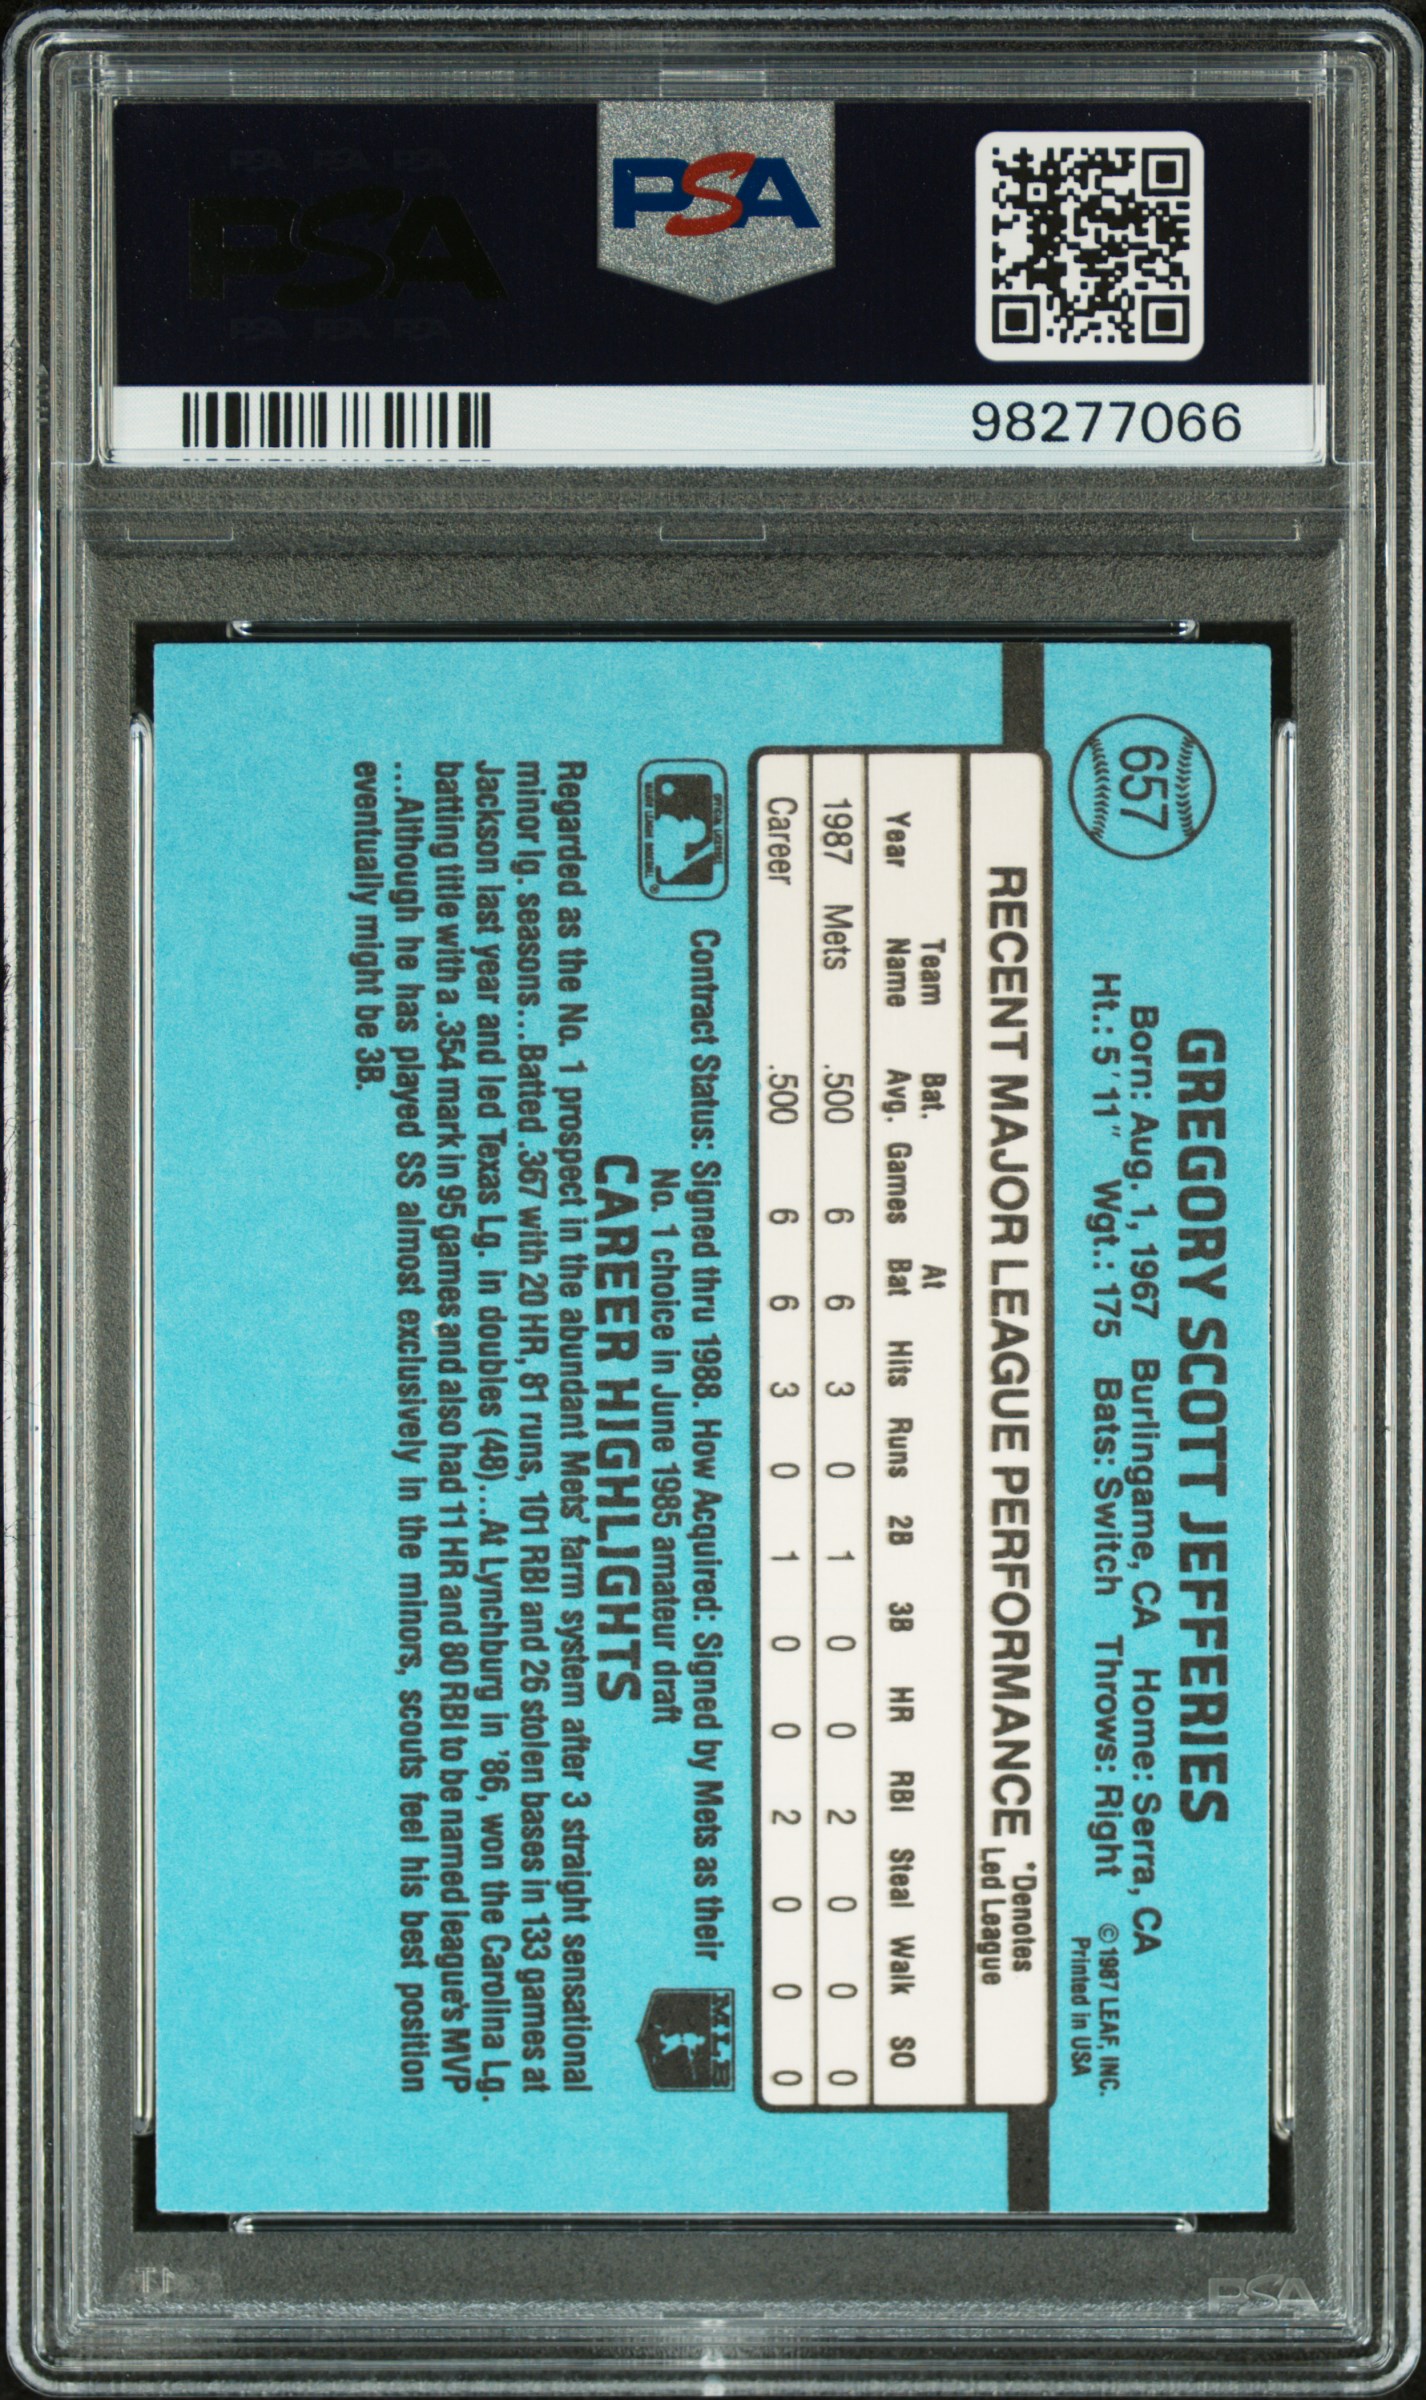 PSA PSA PSA
PSA
PSA PSA PSA
PSA
98277066
657
GREGORY SCOTT JEFFERIES
Born: Aug. 1, 1967 Burlingame, CA Home: Serra, CA
Ht.: 5' 11" Wgt.: 175 Bats: Switch Throws: Right
©1987 LEAF, INC.
Printed in USA
RECENT MAJOR LEAGUE PERFORMANCE *Denotes Led League
Year Team Name Bat. Avg. Games At Bat Hits Runs 2B 3B HR RBI Steal Walk SO
1987 Mets .500 6 6 3 0 1 0 0 2 0 0 0
Career .500 6 6 3 0 1 0 0 2 0 0 0
Contract Status: Signed thru 1988. How Acquired: Signed by Mets as their
No. 1 choice in June 1985 amateur draft
MLB
CAREER HIGHLIGHTS
Regarded as the No. 1 prospect in the abundant Mets' farm system after 3 straight sensational
minor lg. seasons...Batted .367 with 20 HR, 81 runs, 101 RBI and 26 stolen bases in 133 games at
Jackson last year and led Texas Lg. in doubles (48)...At Lynchburg in '86, won the Carolina Lg.
batting title with a .354 mark in 95 games and also had 11 HR and 80 RBI to be named league's MVP
...Although he has played SS almost exclusively in the minors, scouts feel his best position
eventually might be 3B.
PSA